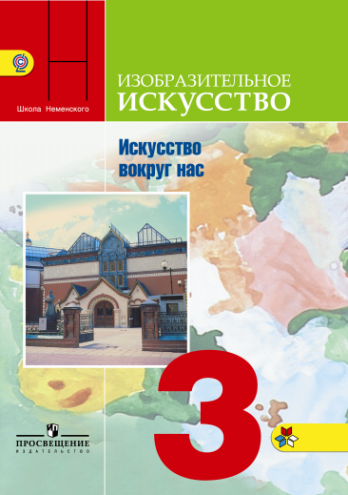 Школа Неменского
ИЗОБРАЗИТЕЛЬНОЕ
ИСКУССТВО
Искусство
вокруг нас
3
ПРОСВЕЩЕНИЕ
ИЗДАТЕЛЬСТВО